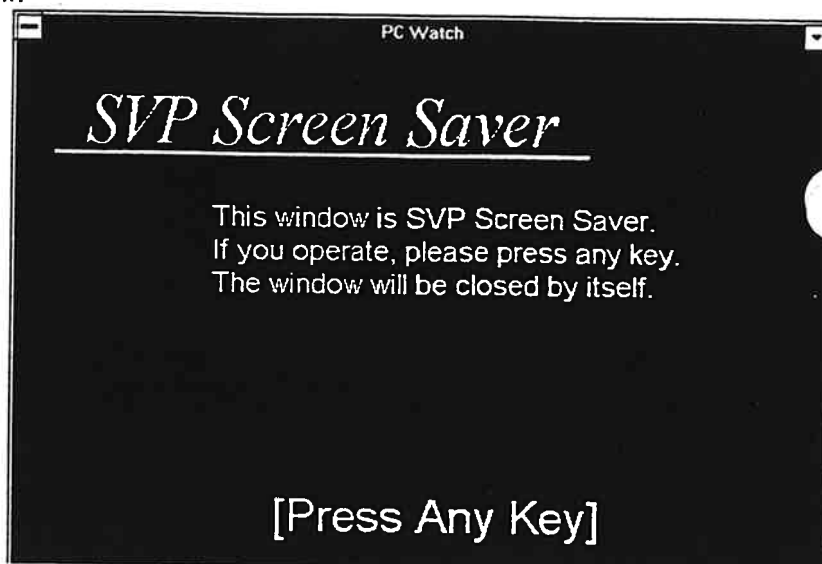 PC Watch
SVP Screen Saver
This window is SVP Screen Saver.
If you operate, please press any key.
The window will be closed by itself.
[Press Any Key]